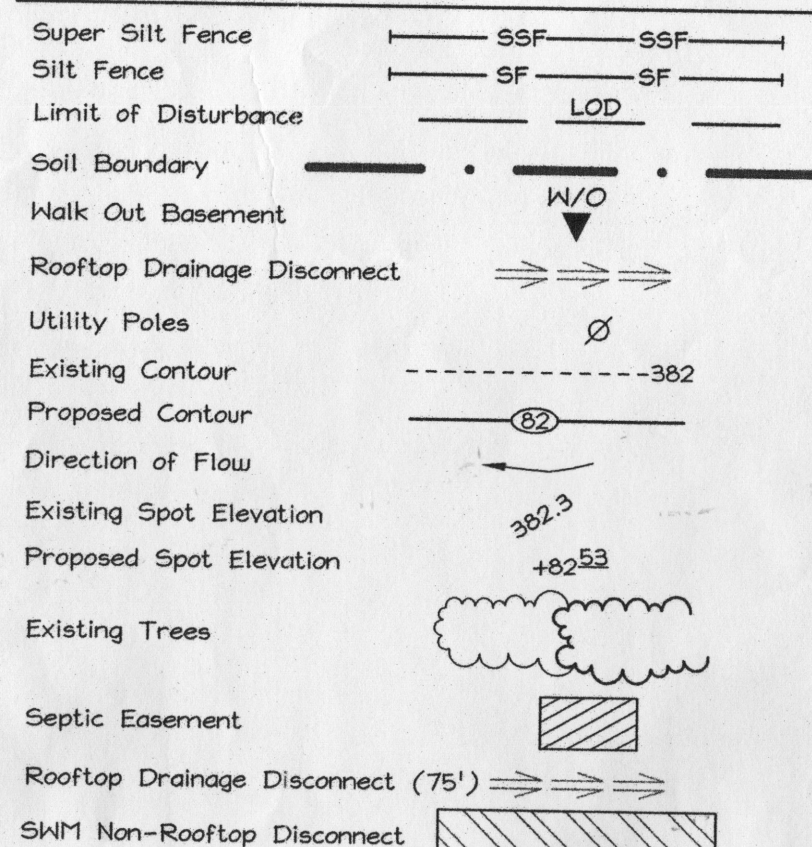 Super Silt Fence SSF SSF
Silt Fence SF SF
Limit of Disturbance LOD
Soil Boundary
Walk Out Basement W/O
Rooftop Drainage Disconnect
Utility Poles
Existing Contour 382
Proposed Contour 82
Direction of Flow
Existing Spot Elevation 382.3
Proposed Spot Elevation +82 53
Existing Trees
Septic Easement
Rooftop Drainage Disconnect (75')
SWM Non-Rooftop Disconnect